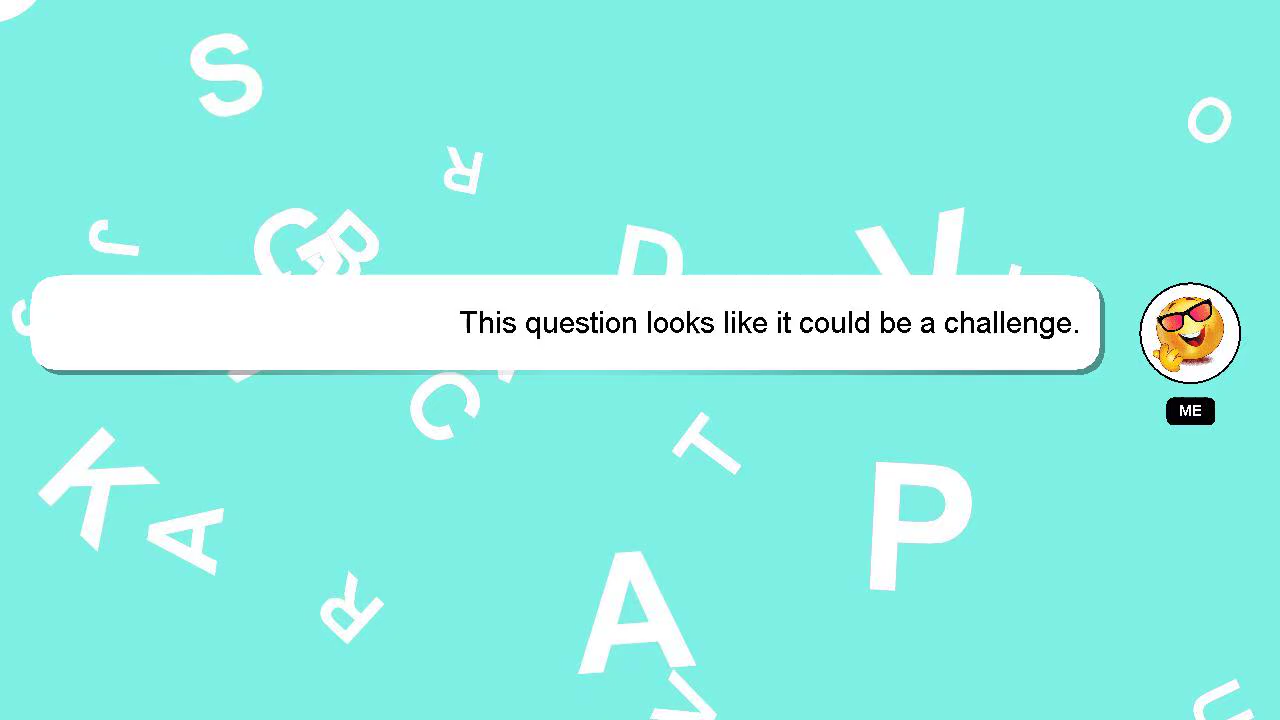 S
O
R
J
G
B
D
V
S
This question looks like it could be a challenge.
ME
C
T
K
P
A
R
A
U